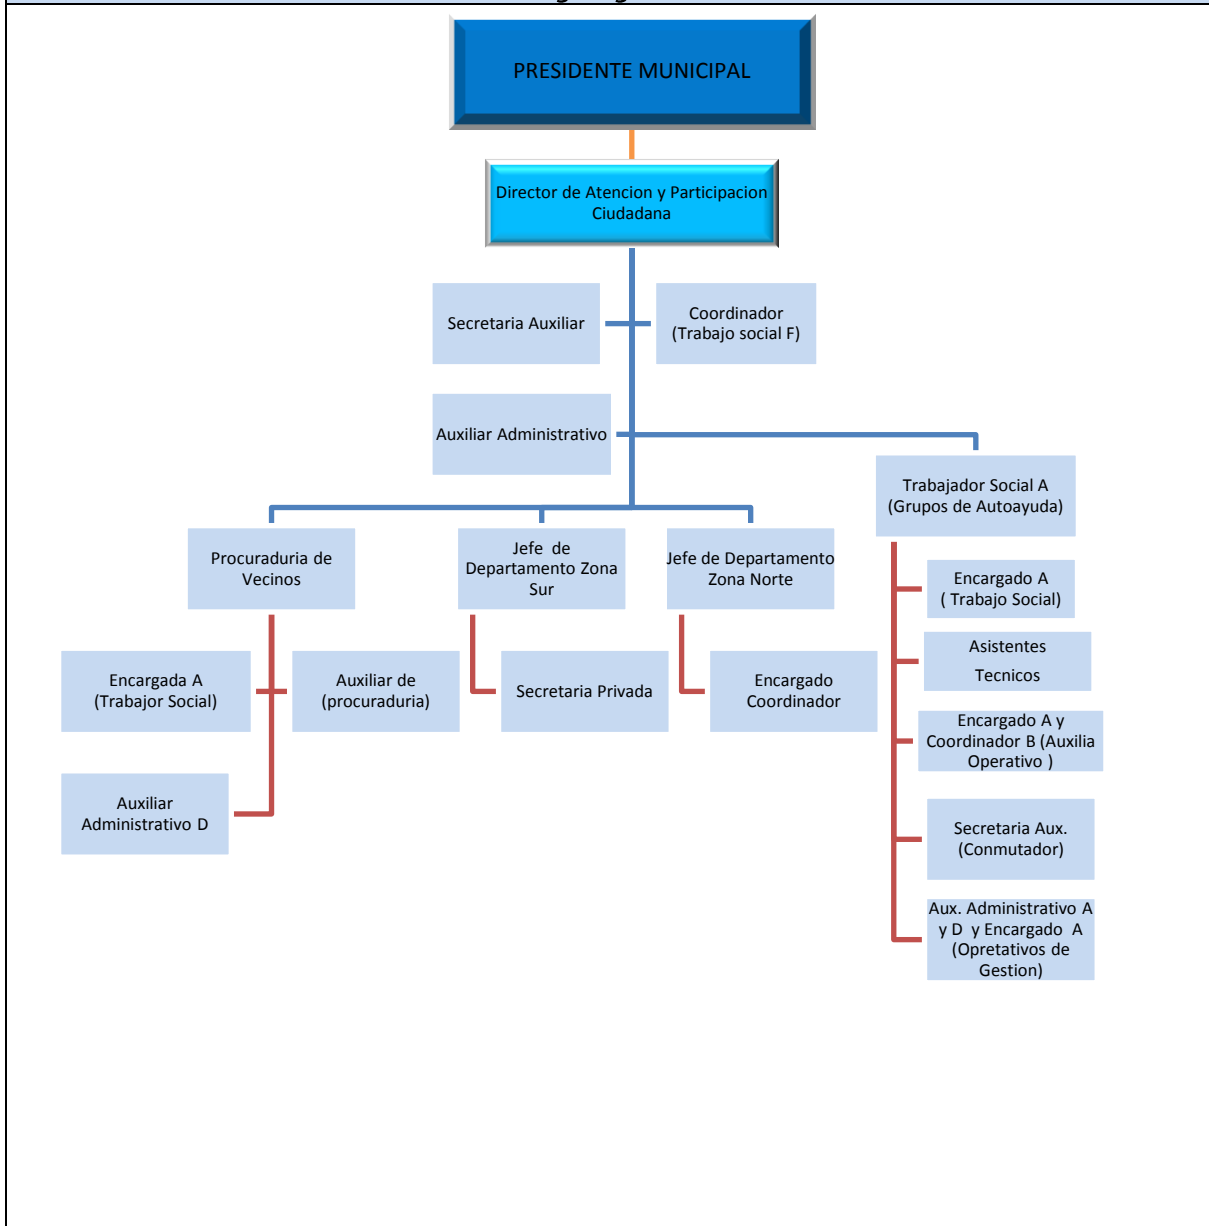 PRESIDENTE MUNICIPAL
Director de Atencion y Participacion
Ciudadana
Secretaria Auxiliar
Coordinador
(Trabajo social F)
Auxiliar Administrativo
Trabajador Social A
(Grupos de Autoayuda)
Procuraduria de
Vecinos
Jefe de
Departamento Zona
Sur
Jefe de Departamento
Zona Norte
Encargado A
( Trabajo Social)
Asistentes
Tecnicos
Encargada A
(Trabajor Social)
Auxiliar de
(procuraduria)
Secretaria Privada
Encargado
Coordinador
Encargado A y
Coordinador B (Auxilia
Operativo )
Auxiliar
Administrativo D
Secretaria Aux.
(Conmutador)
Aux. Administrativo A
y D y Encargado A
(Opretativos de
Gestion)